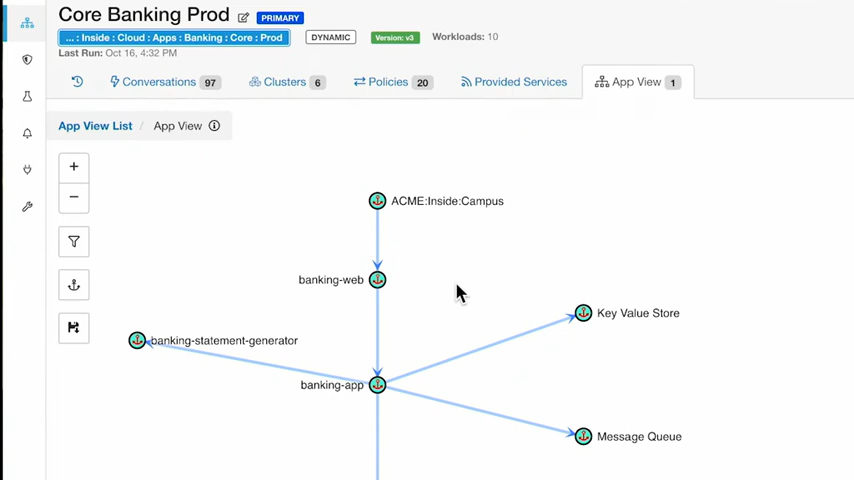 Core Banking Prod PRIMARY
... : Inside : Cloud : Apps : Banking : Core : Prod DYNAMIC Version: v3 Workloads: 10
Last Run: Oct 16, 4:32 PM
Conversations 97 Clusters 6 Policies 20 Provided Services App View 1
App View List / App View
ACME:Inside:Campus
banking-web
Key Value Store
banking-statement-generator
banking-app
Message Queue